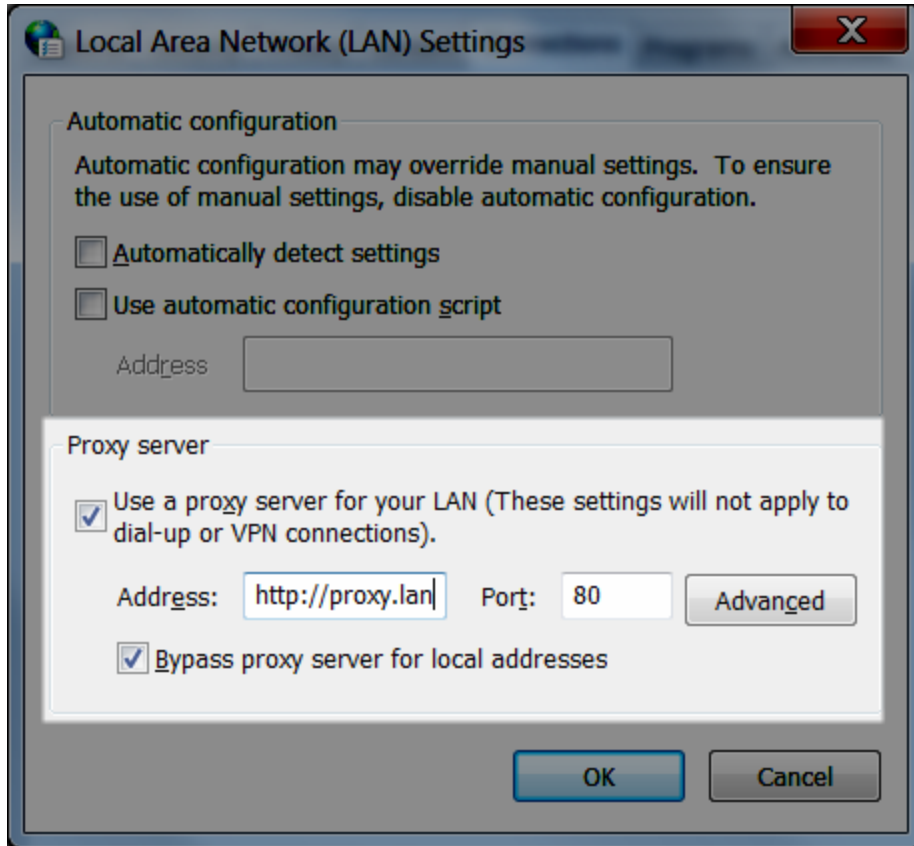 Local Area Network (LAN) Settings
Automatic configuration
Automatic configuration may override manual settings. To ensure
the use of manual settings, disable automatic configuration.
Automatically detect settings
Use automatic configuration script
Address
Proxy server
Use a proxy server for your LAN (These settings will not apply to
dial-up or VPN connections).
Address: http://proxy.lan Port: 80 Advanced
Bypass proxy server for local addresses
OK Cancel